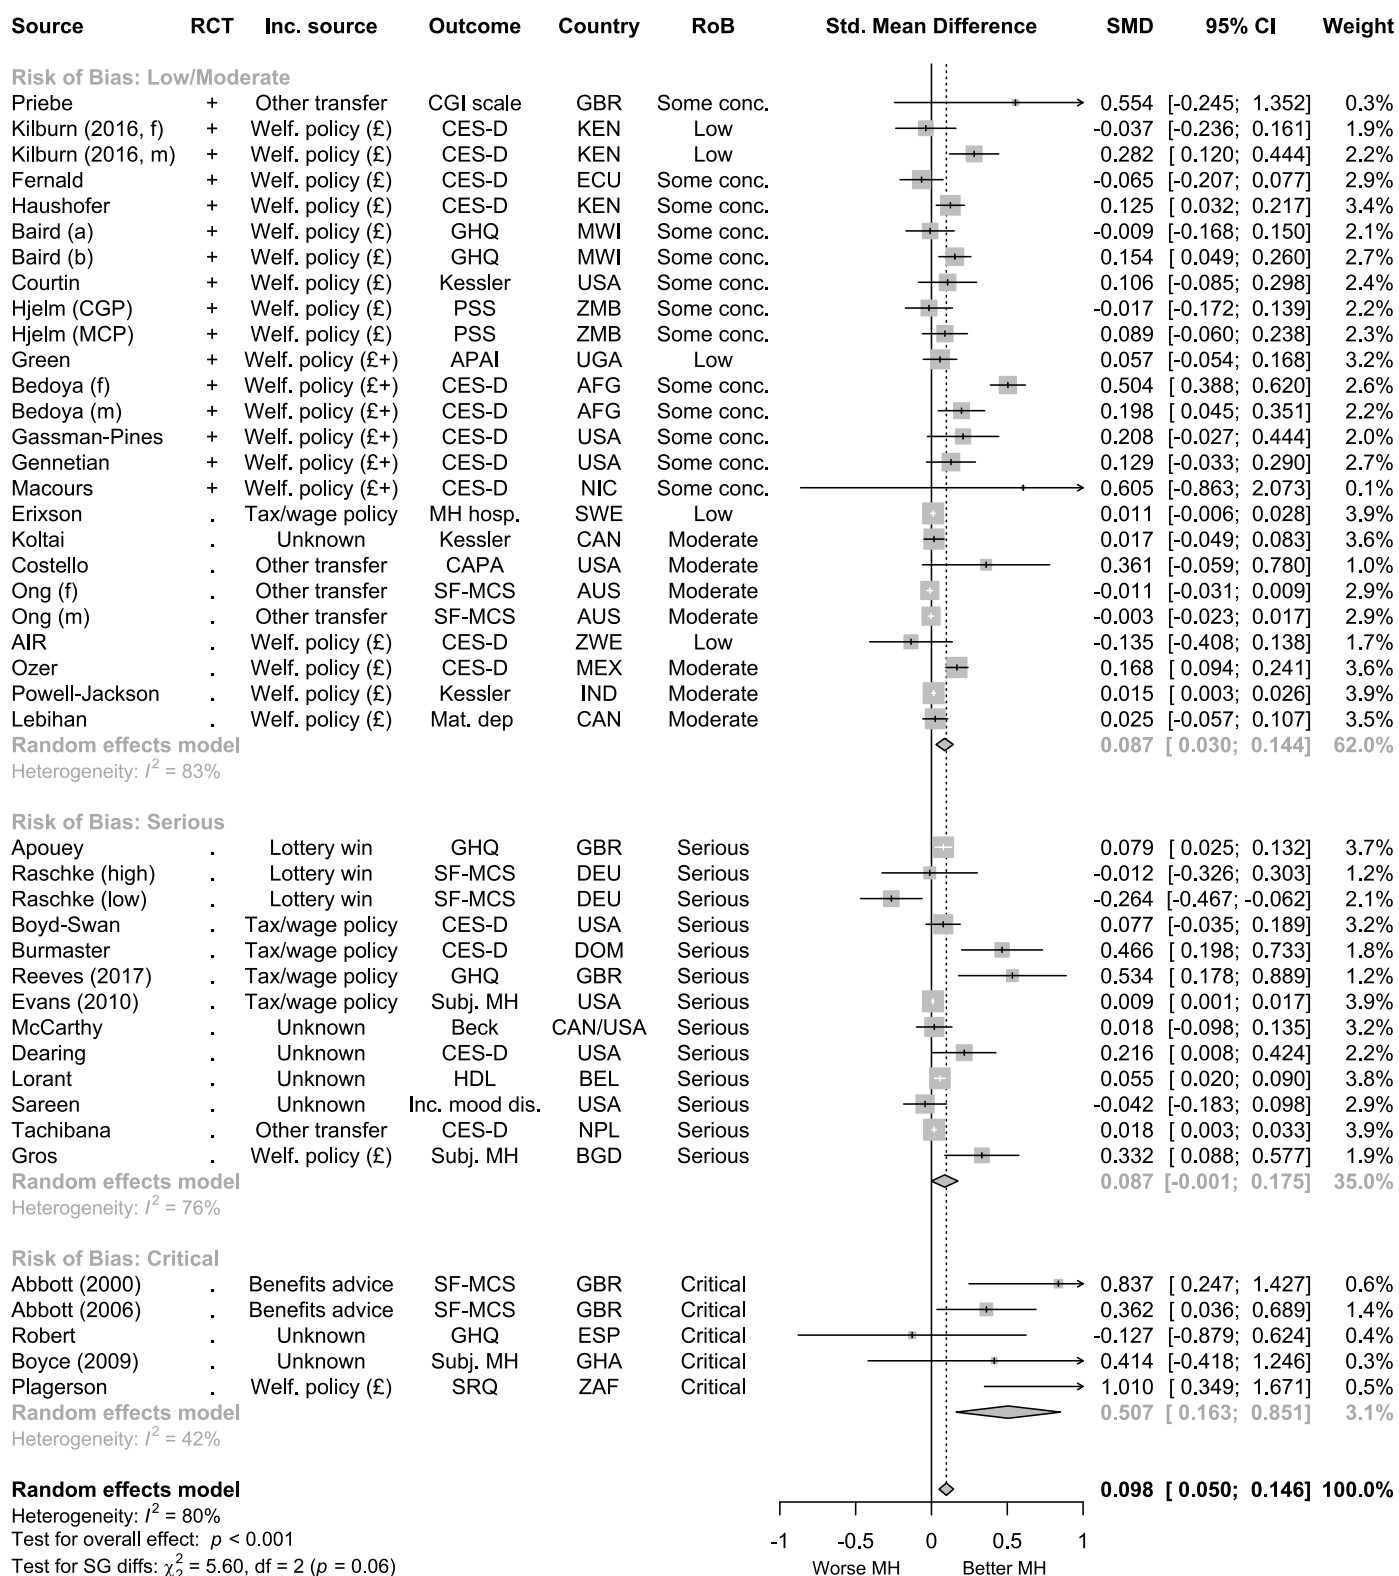 Source RCT Inc. source Outcome Country RoB Std. Mean Difference SMD 95% CI Weight
Risk of Bias: Low/Moderate
Priebe + Other transfer CGI scale GBR Some conc. 0.554 [-0.245; 1.352] 0.3%
Kilburn (2016, f) + Welf. policy (£) CES-D KEN Low -0.037 [-0.236; 0.161] 1.9%
Kilburn (2016, m) + Welf. policy (£) CES-D KEN Low 0.282 [ 0.120; 0.444] 2.2%
Fernald + Welf. policy (£) CES-D ECU Some conc. -0.065 [-0.207; 0.077] 2.9%
Haushofer + Welf. policy (£) CES-D KEN Some conc. 0.125 [ 0.032; 0.217] 3.4%
Baird (a) + Welf. policy (£) GHQ MWI Some conc. -0.009 [-0.168; 0.150] 2.1%
Baird (b) + Welf. policy (£) GHQ MWI Some conc. 0.154 [ 0.049; 0.260] 2.7%
Courtin + Welf. policy (£) Kessler USA Some conc. 0.106 [-0.085; 0.298] 2.4%
Hjelm (CGP) + Welf. policy (£) PSS ZMB Some conc. -0.017 [-0.172; 0.139] 2.2%
Hjelm (MCP) + Welf. policy (£) PSS ZMB Some conc. 0.089 [-0.060; 0.238] 2.3%
Green + Welf. policy (£+) APAI UGA Low 0.057 [-0.054; 0.168] 3.2%
Bedoya (f) + Welf. policy (£+) CES-D AFG Some conc. 0.504 [ 0.388; 0.620] 2.6%
Bedoya (m) + Welf. policy (£+) CES-D AFG Some conc. 0.198 [ 0.045; 0.351] 2.2%
Gassman-Pines + Welf. policy (£+) CES-D USA Some conc. 0.208 [-0.027; 0.444] 2.0%
Gennetian + Welf. policy (£+) CES-D USA Some conc. 0.129 [-0.033; 0.290] 2.7%
Macours + Welf. policy (£+) CES-D NIC Some conc. 0.605 [-0.863; 2.073] 0.1%
Erixson . Tax/wage policy MH hosp. SWE Low 0.011 [-0.006; 0.028] 3.9%
Koltai . Unknown Kessler CAN Moderate 0.017 [-0.049; 0.083] 3.6%
Costello . Other transfer CAPA USA Moderate 0.361 [-0.059; 0.780] 1.0%
Ong (f) . Other transfer SF-MCS AUS Moderate -0.011 [-0.031; 0.009] 2.9%
Ong (m) . Other transfer SF-MCS AUS Moderate -0.003 [-0.023; 0.017] 2.9%
AIR . Welf. policy (£) CES-D ZWE Low -0.135 [-0.408; 0.138] 1.7%
Ozer . Welf. policy (£) CES-D MEX Moderate 0.168 [ 0.094; 0.241] 3.6%
Powell-Jackson . Welf. policy (£) Kessler IND Moderate 0.015 [ 0.003; 0.026] 3.9%
Lebihan . Welf. policy (£) Mat. dep CAN Moderate 0.025 [-0.057; 0.107] 3.5%
Random effects model 0.087 [ 0.030; 0.144] 62.0%
Heterogeneity: I² = 83%
Risk of Bias: Serious
Apouey . Lottery win GHQ GBR Serious 0.079 [ 0.025; 0.132] 3.7%
Raschke (high) . Lottery win SF-MCS DEU Serious -0.012 [-0.326; 0.303] 1.2%
Raschke (low) . Lottery win SF-MCS DEU Serious -0.264 [-0.467; -0.062] 2.1%
Boyd-Swan . Tax/wage policy CES-D USA Serious 0.077 [-0.035; 0.189] 3.2%
Burmaster . Tax/wage policy CES-D DOM Serious 0.466 [ 0.198; 0.733] 1.8%
Reeves (2017) . Tax/wage policy GHQ GBR Serious 0.534 [ 0.178; 0.889] 1.2%
Evans (2010) . Tax/wage policy Subj. MH USA Serious 0.009 [ 0.001; 0.017] 3.9%
McCarthy . Unknown Beck CAN/USA Serious 0.018 [-0.098; 0.135] 3.2%
Dearing . Unknown CES-D USA Serious 0.216 [ 0.008; 0.424] 2.2%
Lorant . Unknown HDL BEL Serious 0.055 [ 0.020; 0.090] 3.8%
Sareen . Unknown Inc. mood dis. USA Serious -0.042 [-0.183; 0.098] 2.9%
Tachibana . Other transfer CES-D NPL Serious 0.018 [ 0.003; 0.033] 3.9%
Gros . Welf. policy (£) Subj. MH BGD Serious 0.332 [ 0.088; 0.577] 1.9%
Random effects model 0.087 [-0.001; 0.175] 35.0%
Heterogeneity: I² = 76%
Risk of Bias: Critical
Abbott (2000) . Benefits advice SF-MCS GBR Critical 0.837 [ 0.247; 1.427] 0.6%
Abbott (2006) . Benefits advice SF-MCS GBR Critical 0.362 [ 0.036; 0.689] 1.4%
Robert . Unknown GHQ ESP Critical -0.127 [-0.879; 0.624] 0.4%
Boyce (2009) . Unknown Subj. MH GHA Critical 0.414 [-0.418; 1.246] 0.3%
Plagerson . Welf. policy (£) SRQ ZAF Critical 1.010 [ 0.349; 1.671] 0.5%
Random effects model 0.507 [ 0.163; 0.851] 3.1%
Heterogeneity: I² = 42%
Random effects model 0.098 [ 0.050; 0.146] 100.0%
Heterogeneity: I² = 80%
Test for overall effect: p < 0.001
Test for SG diffs: χ²₂ = 5.60, df = 2 (p = 0.06)
-1 -0.5 0 0.5 1
Worse MH Better MH